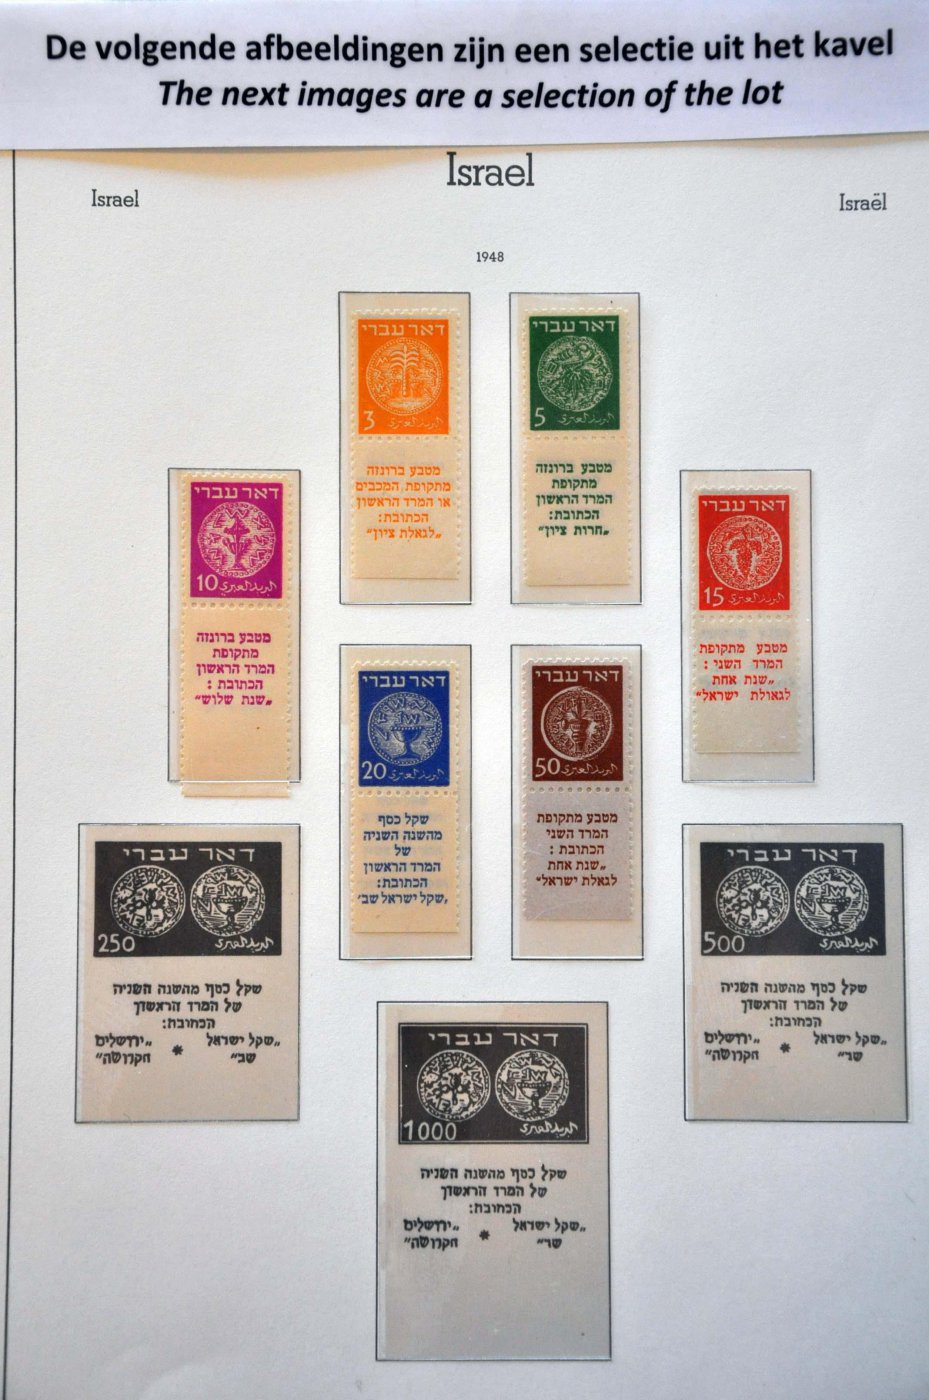 De volgende afbeeldingen zijn een selectie uit het kavel
The next images are a selection of the lot
Israel
Israel
Israël
1948
דאר עברי
3
מטבע ברונזה
מתקופת המכבים
או המרד הראשון
הכתובת:
„לגאלת ציון"
דאר עברי
5
מטבע ברונזה
מתקופת
המרד הראשון
הכתובת:
„חרות ציון"
דאר עברי
10
מטבע ברונזה
מתקופת
המרד הראשון
הכתובת:
„שנת שלוש"
דאר עברי
15
מטבע מתקופת
המרד השני:
„שנת אחת
לגאולת ישראל"
דאר עברי
20
שקל כסף
מהשנה השניה
של
המרד הראשון
הכתובת:
‚שקל ישראל שב'
דאר עברי
50
מטבע מתקופת
המרד השני
הכתובת:
„שנת אחת
לגאלת ישראל"
דאר עברי
250
שקל כסף מהשנה השניה
של המרד הראשון
הכתובת:
„שקל ישראל „ירושלים
שב" * הקדושה"
דאר עברי
500
שקל כסף מהשנה השניה
של המרד הראשון
הכתובת:
„שקל ישראל „ירושלים
שר" * הקדושה"
דאר עברי
1000
שקל כסף מהשנה השניה
של המרד הראשון
הכתובת:
„שקל ישראל „ירושלים
שר" * הקדושה"